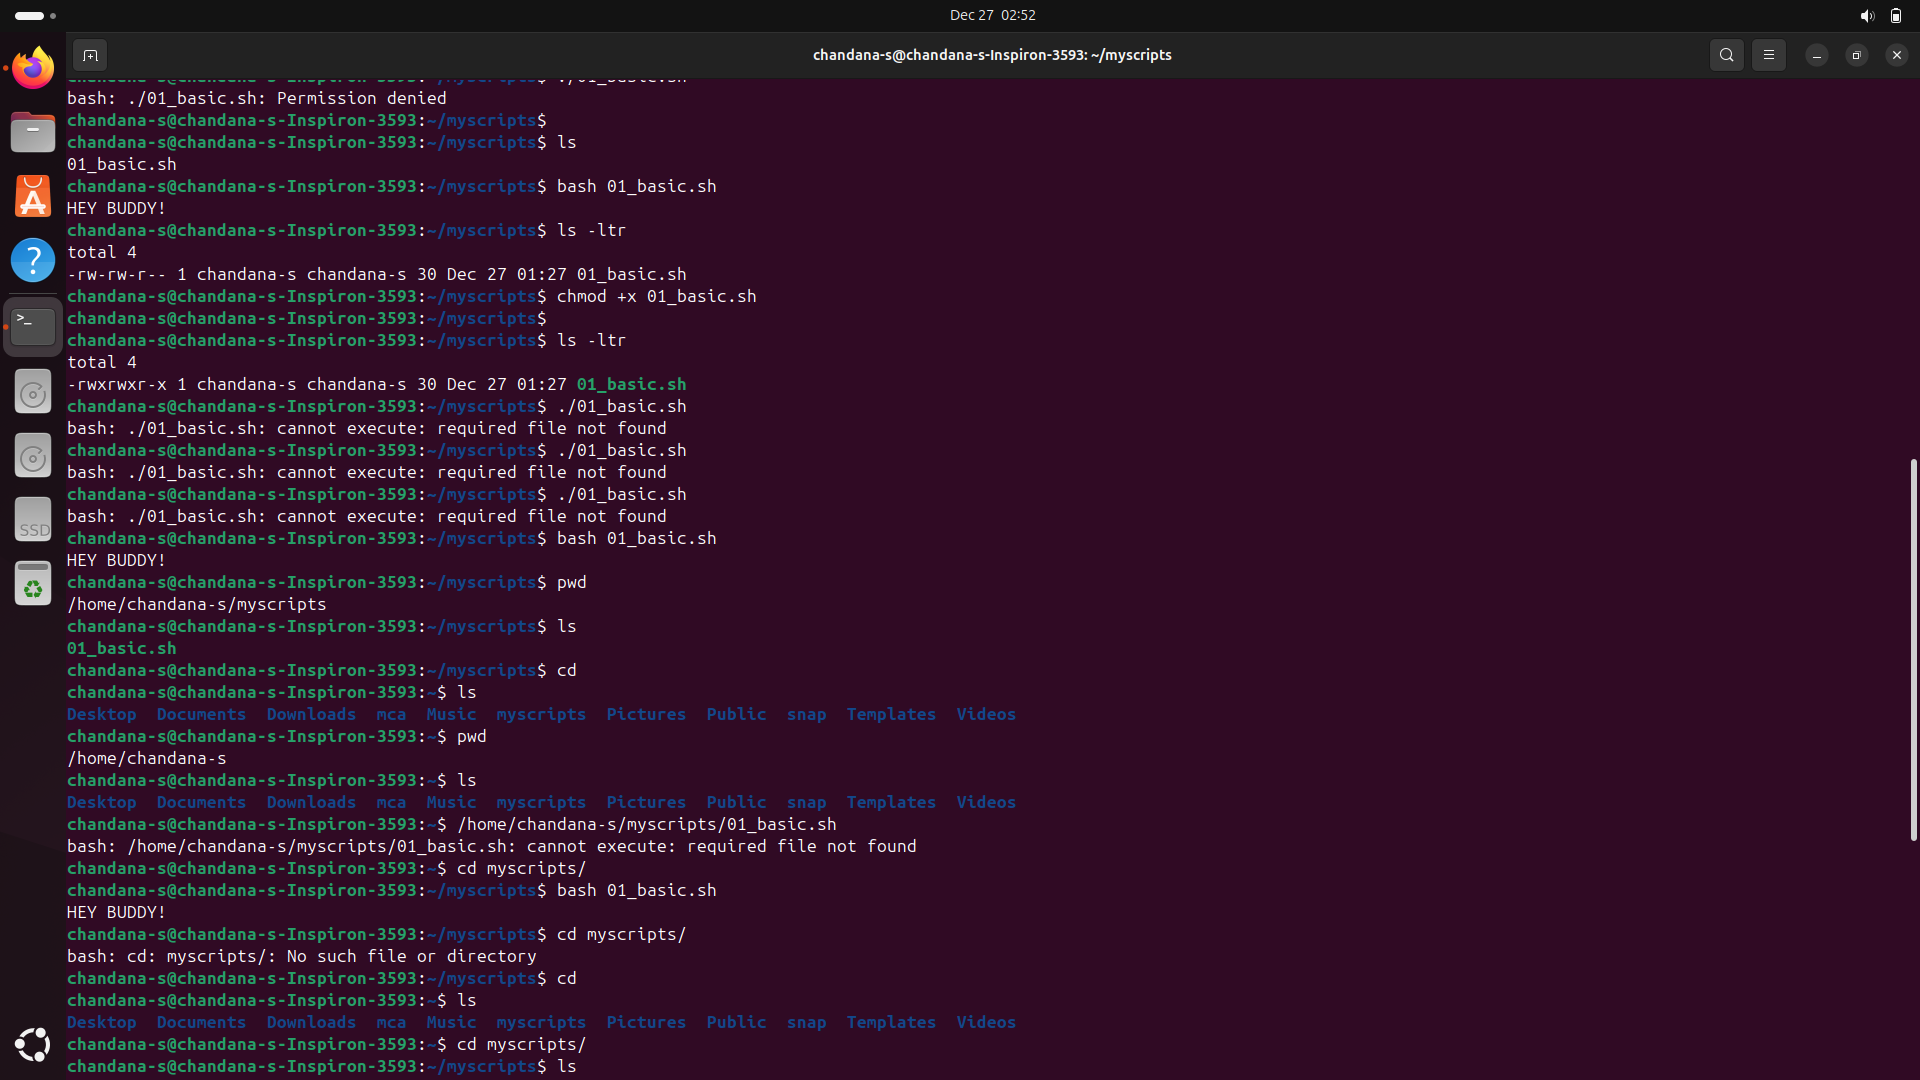 Dec 27 02:52
chandana-s@chandana-s-Inspiron-3593: ~/myscripts
chandana-s@chandana-s-Inspiron-3593:~/myscripts$ ./01_basic.sh
bash: ./01_basic.sh: Permission denied
chandana-s@chandana-s-Inspiron-3593:~/myscripts$
chandana-s@chandana-s-Inspiron-3593:~/myscripts$ ls
01_basic.sh
chandana-s@chandana-s-Inspiron-3593:~/myscripts$ bash 01_basic.sh
HEY BUDDY!
chandana-s@chandana-s-Inspiron-3593:~/myscripts$ ls -ltr
total 4
-rw-rw-r-- 1 chandana-s chandana-s 30 Dec 27 01:27 01_basic.sh
chandana-s@chandana-s-Inspiron-3593:~/myscripts$ chmod +x 01_basic.sh
chandana-s@chandana-s-Inspiron-3593:~/myscripts$
chandana-s@chandana-s-Inspiron-3593:~/myscripts$ ls -ltr
total 4
-rwxrwxr-x 1 chandana-s chandana-s 30 Dec 27 01:27 01_basic.sh
chandana-s@chandana-s-Inspiron-3593:~/myscripts$ ./01_basic.sh
bash: ./01_basic.sh: cannot execute: required file not found
chandana-s@chandana-s-Inspiron-3593:~/myscripts$ ./01_basic.sh
bash: ./01_basic.sh: cannot execute: required file not found
chandana-s@chandana-s-Inspiron-3593:~/myscripts$ ./01_basic.sh
bash: ./01_basic.sh: cannot execute: required file not found
chandana-s@chandana-s-Inspiron-3593:~/myscripts$ bash 01_basic.sh
HEY BUDDY!
chandana-s@chandana-s-Inspiron-3593:~/myscripts$ pwd
/home/chandana-s/myscripts
chandana-s@chandana-s-Inspiron-3593:~/myscripts$ ls
01_basic.sh
chandana-s@chandana-s-Inspiron-3593:~/myscripts$ cd
chandana-s@chandana-s-Inspiron-3593:~$ ls
Desktop  Documents  Downloads  mca  Music  myscripts  Pictures  Public  snap  Templates  Videos
chandana-s@chandana-s-Inspiron-3593:~$ pwd
/home/chandana-s
chandana-s@chandana-s-Inspiron-3593:~$ ls
Desktop  Documents  Downloads  mca  Music  myscripts  Pictures  Public  snap  Templates  Videos
chandana-s@chandana-s-Inspiron-3593:~$ /home/chandana-s/myscripts/01_basic.sh
bash: /home/chandana-s/myscripts/01_basic.sh: cannot execute: required file not found
chandana-s@chandana-s-Inspiron-3593:~$ cd myscripts/
chandana-s@chandana-s-Inspiron-3593:~/myscripts$ bash 01_basic.sh
HEY BUDDY!
chandana-s@chandana-s-Inspiron-3593:~/myscripts$ cd myscripts/
bash: cd: myscripts/: No such file or directory
chandana-s@chandana-s-Inspiron-3593:~/myscripts$ cd
chandana-s@chandana-s-Inspiron-3593:~$ ls
Desktop  Documents  Downloads  mca  Music  myscripts  Pictures  Public  snap  Templates  Videos
chandana-s@chandana-s-Inspiron-3593:~$ cd myscripts/
chandana-s@chandana-s-Inspiron-3593:~/myscripts$ ls
>_
SSD